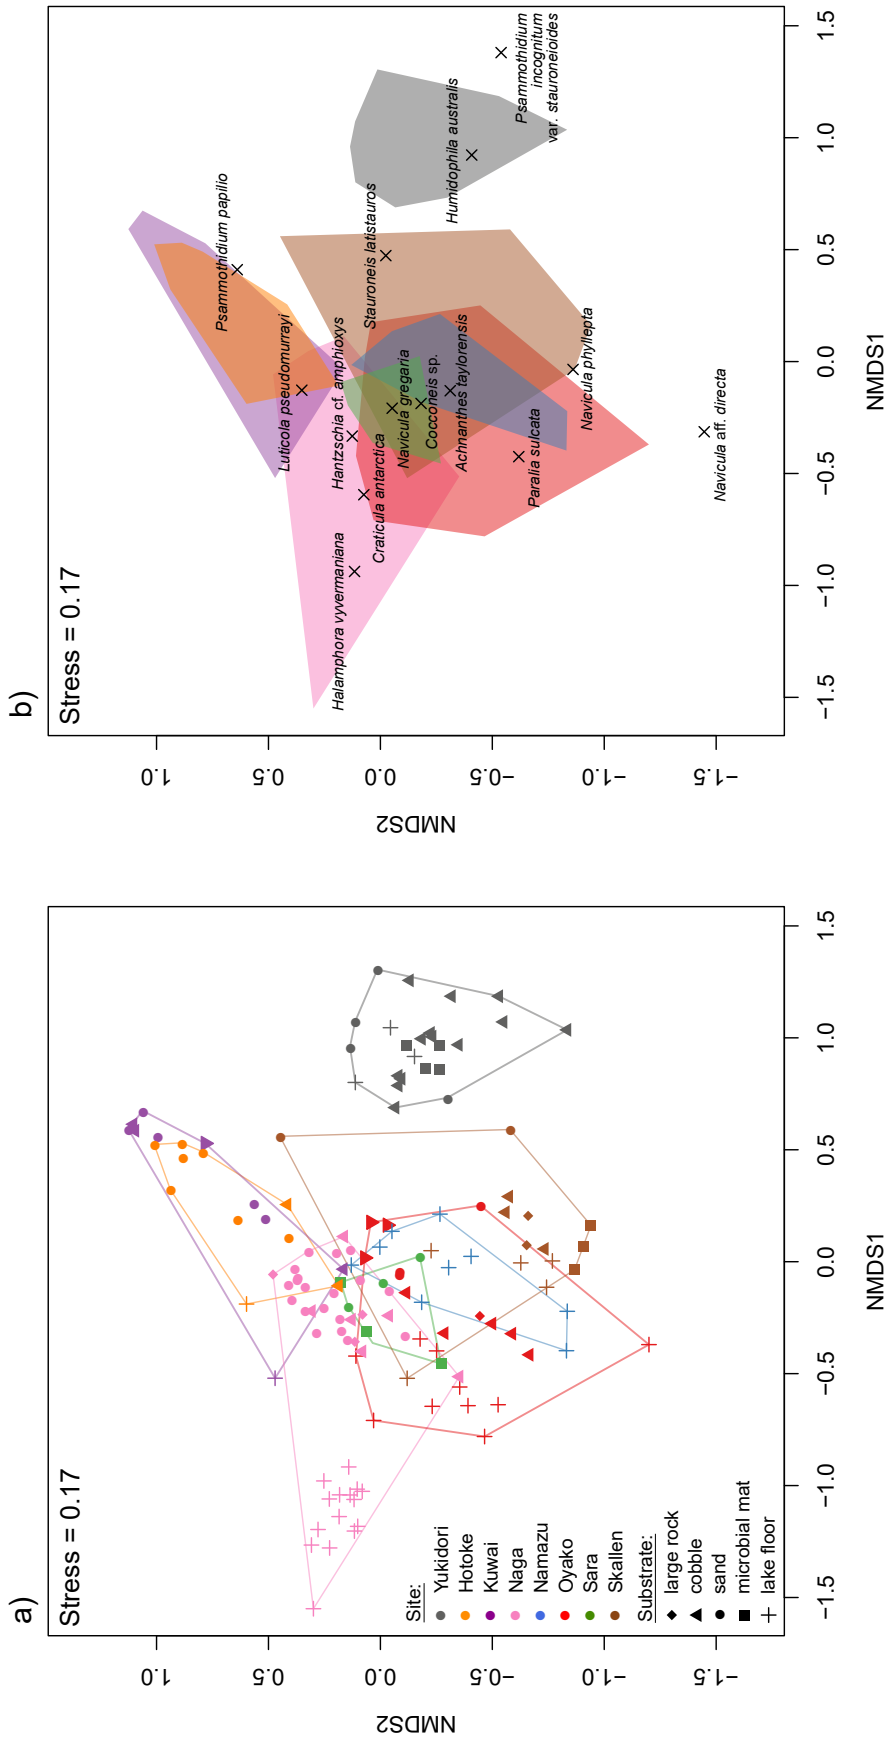 a)
Stress = 0.17
NMDS2
1.0
0.5
0.0
−0.5
−1.0
−1.5
Site:
Yukidori
Hotoke
Kuwai
Naga
Namazu
Oyako
Sara
Skallen
Substrate:
large rock
cobble
sand
microbial mat
lake floor
−1.5
−1.0
−0.5
0.0
0.5
1.0
1.5
NMDS1
b)
Stress = 0.17
NMDS2
1.0
0.5
0.0
−0.5
−1.0
−1.5
Psammothidium papilio
Luticola pseudomurrayi
Hantzschia cf. amphioxys
Halamphora vyvermaniana
Craticula antarctica
Stauroneis latistauros
Navicula gregaria
Cocconeis sp.
Achnanthes taylorensis
Humidophila australis
Psammothidium
incognitum
var. stauroneioides
Paralia sulcata
Navicula phyllepta
Navicula aff. directa
−1.5
−1.0
−0.5
0.0
0.5
1.0
1.5
NMDS1